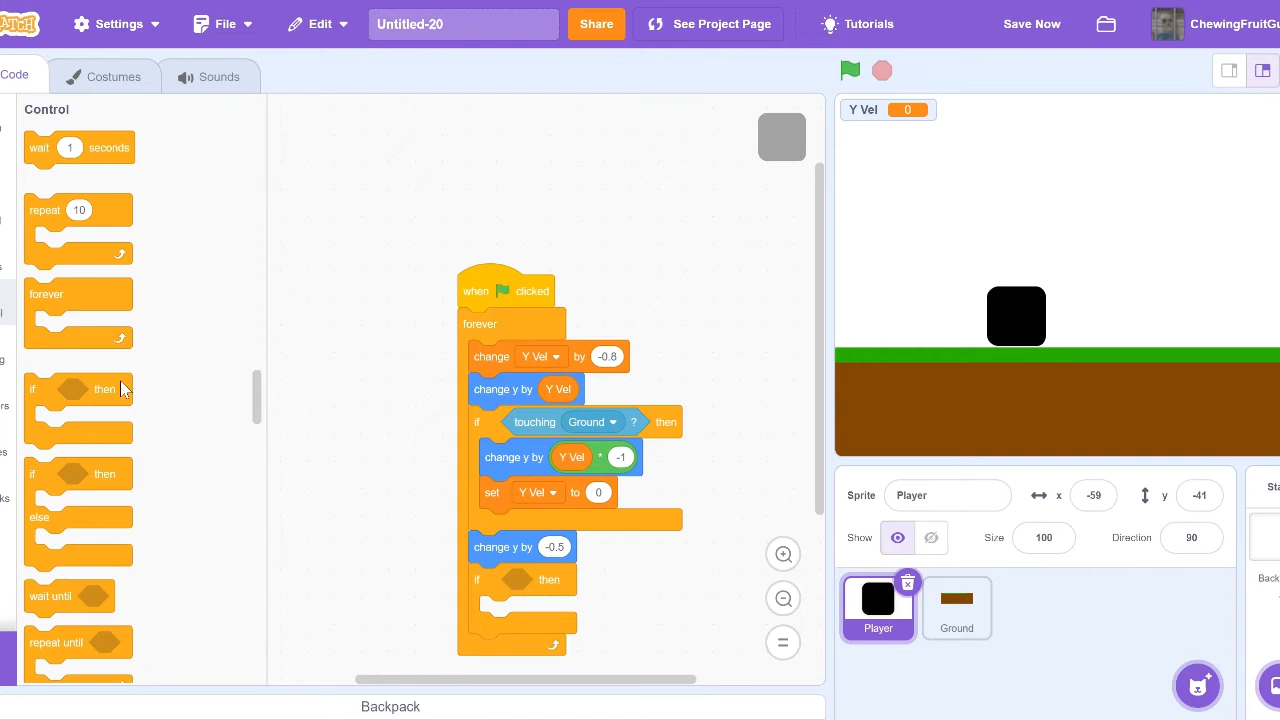 Settings File Edit Untitled-20 Share See Project Page Tutorials Save Now
Code Costumes Sounds
Control
wait 1 seconds
repeat 10
forever
if then
if then
else
wait until
repeat until
when clicked
forever
change Y Vel by -0.8
change y by Y Vel
if touching Ground ? then
change y by Y Vel * -1
set Y Vel to 0
change y by -0.5
if then
Backpack
Y Vel 0
Sprite Player x -59 y -41
Show Size 100 Direction 90
Player Ground